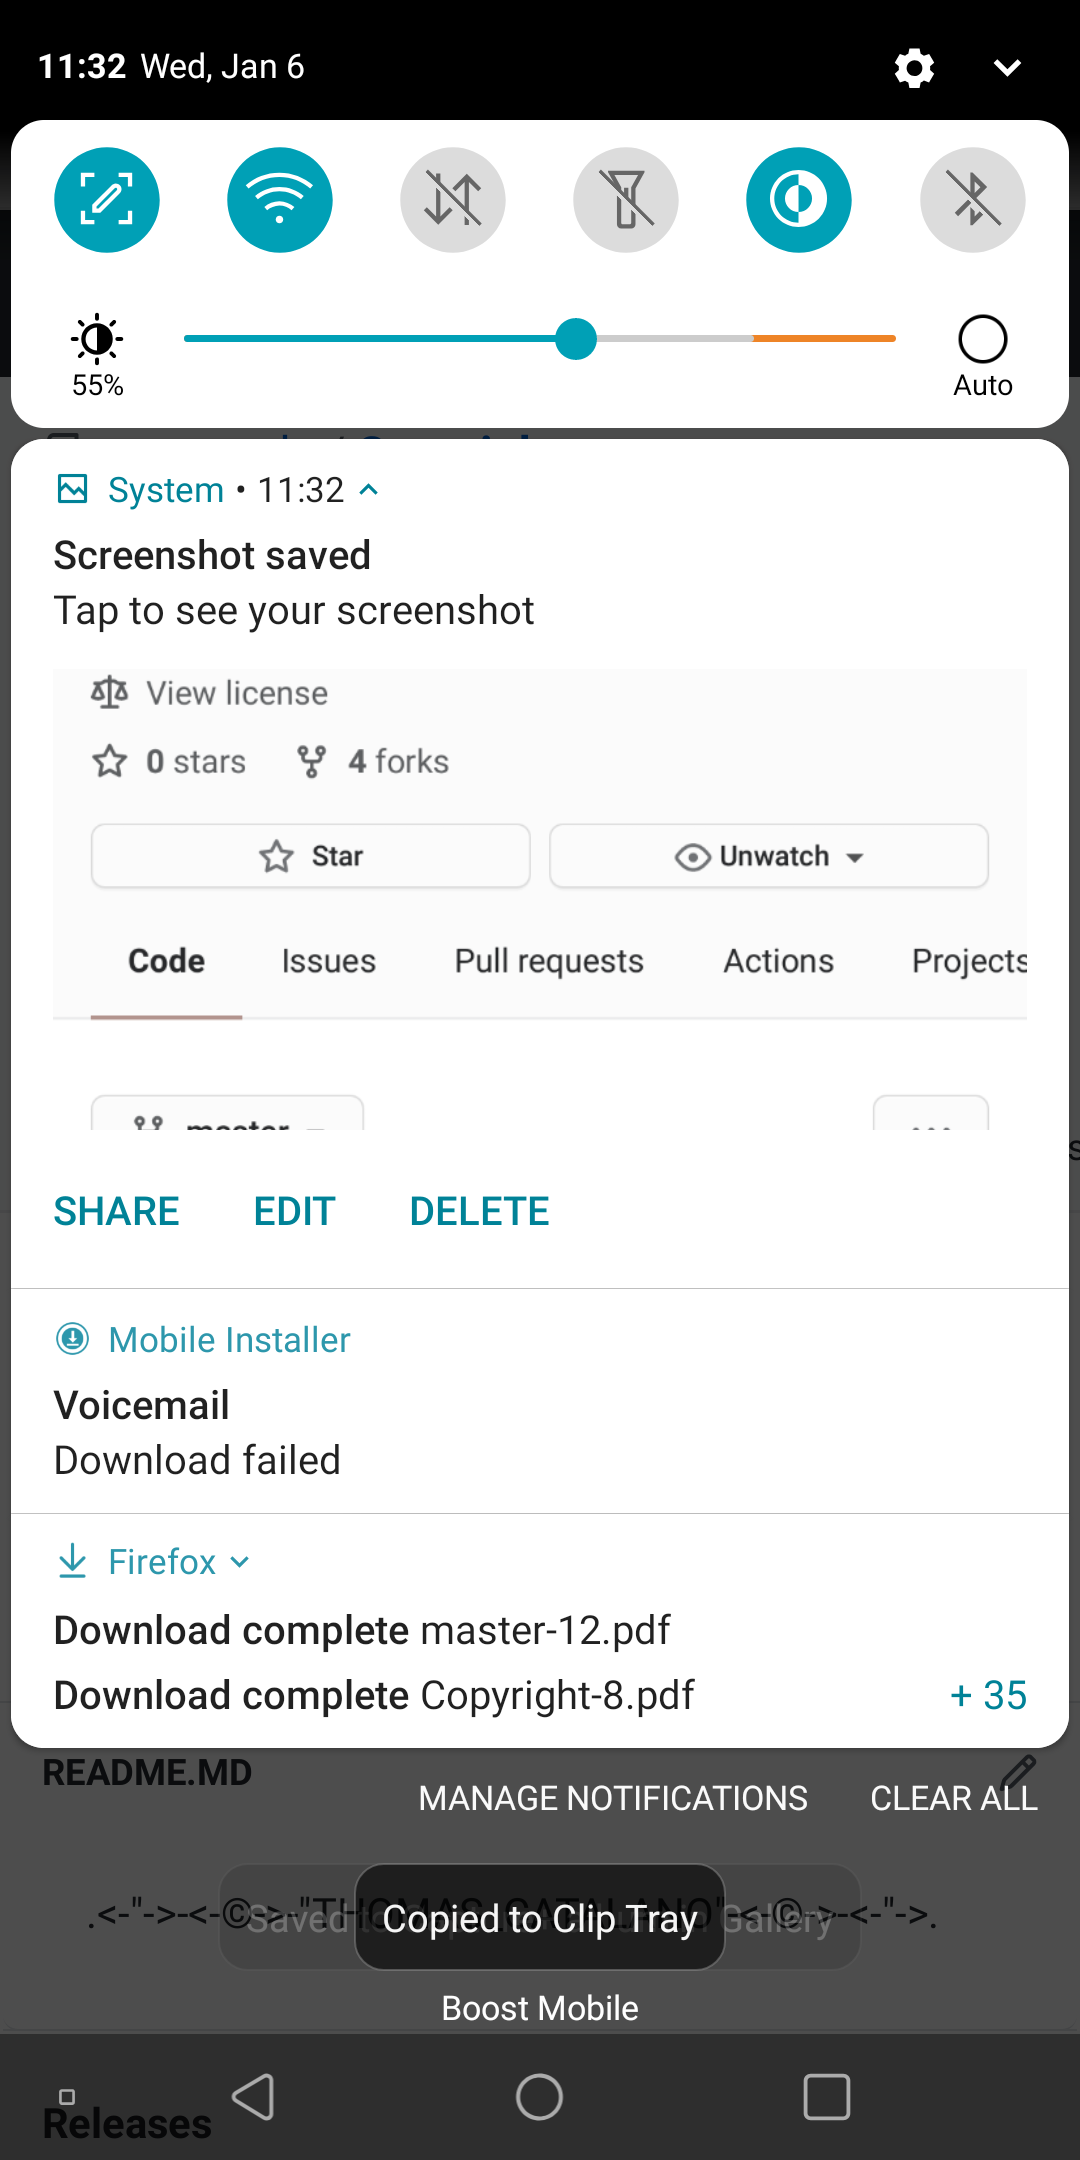 11:32 Wed, Jan 6
55%
Auto
System • 11:32
Screenshot saved
Tap to see your screenshot
View license
0 stars 4 forks
Star Unwatch
Code Issues Pull requests Actions Projects
master
SHARE EDIT DELETE
Mobile Installer
Voicemail
Download failed
Firefox
Download complete master-12.pdf
Download complete Copyright-8.pdf + 35
README.MD
MANAGE NOTIFICATIONS CLEAR ALL
.<-"->-<-©->-"THOMAS CATALANO"-<-©->-<-"->.
Saved Gallery
Copied to Clip Tray
Boost Mobile
Releases